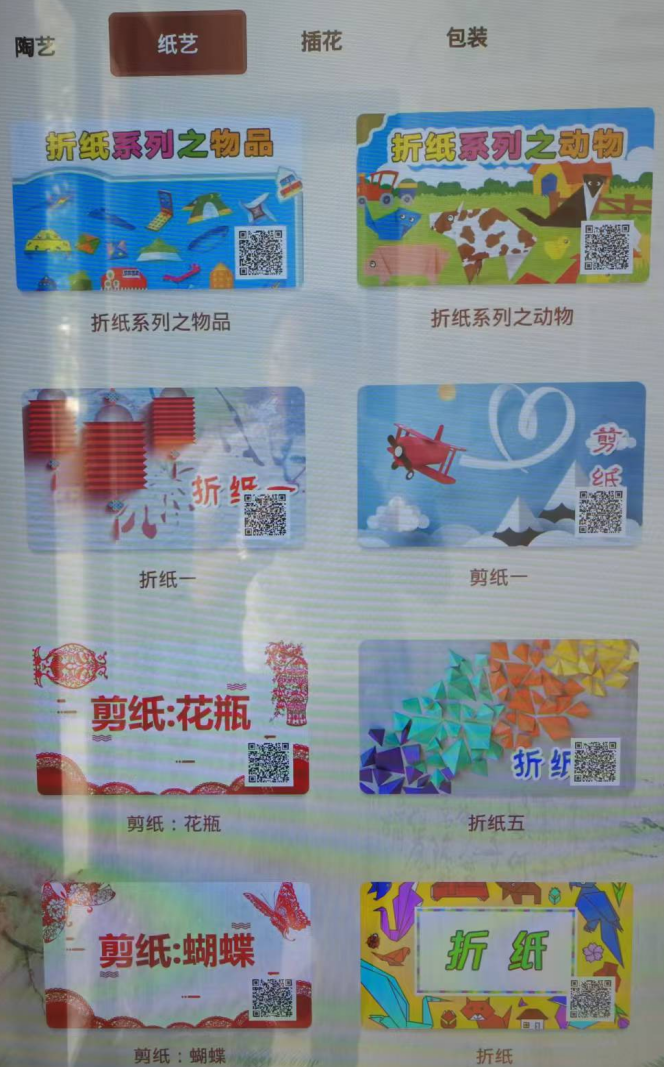 陶艺
纸艺
插花
包装
折纸系列之物品
折纸系列之动物
折纸系列之物品
折纸系列之动物
折纸一
剪
纸
折纸一
剪纸一
剪纸:花瓶
折纸
剪纸：花瓶
折纸五
剪纸:蝴蝶
折纸
剪纸：蝴蝶
折纸